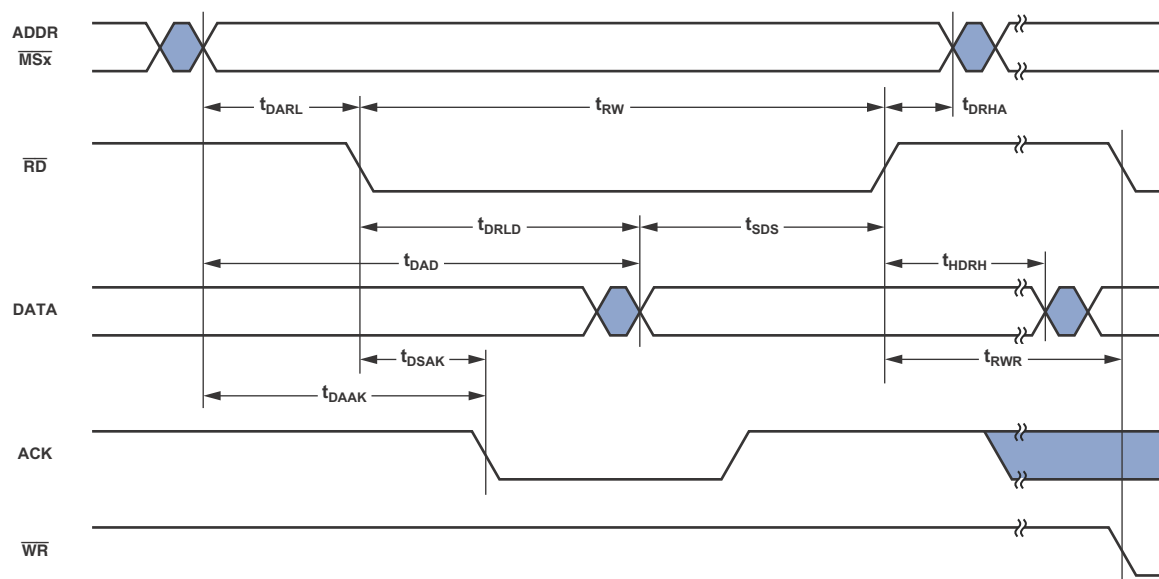 ADDR
MSx
tDARL
tRW
tDRHA
RD
tDRLD
tSDS
tDAD
tHDRH
DATA
tDSAK
tRWR
tDAAK
ACK
WR